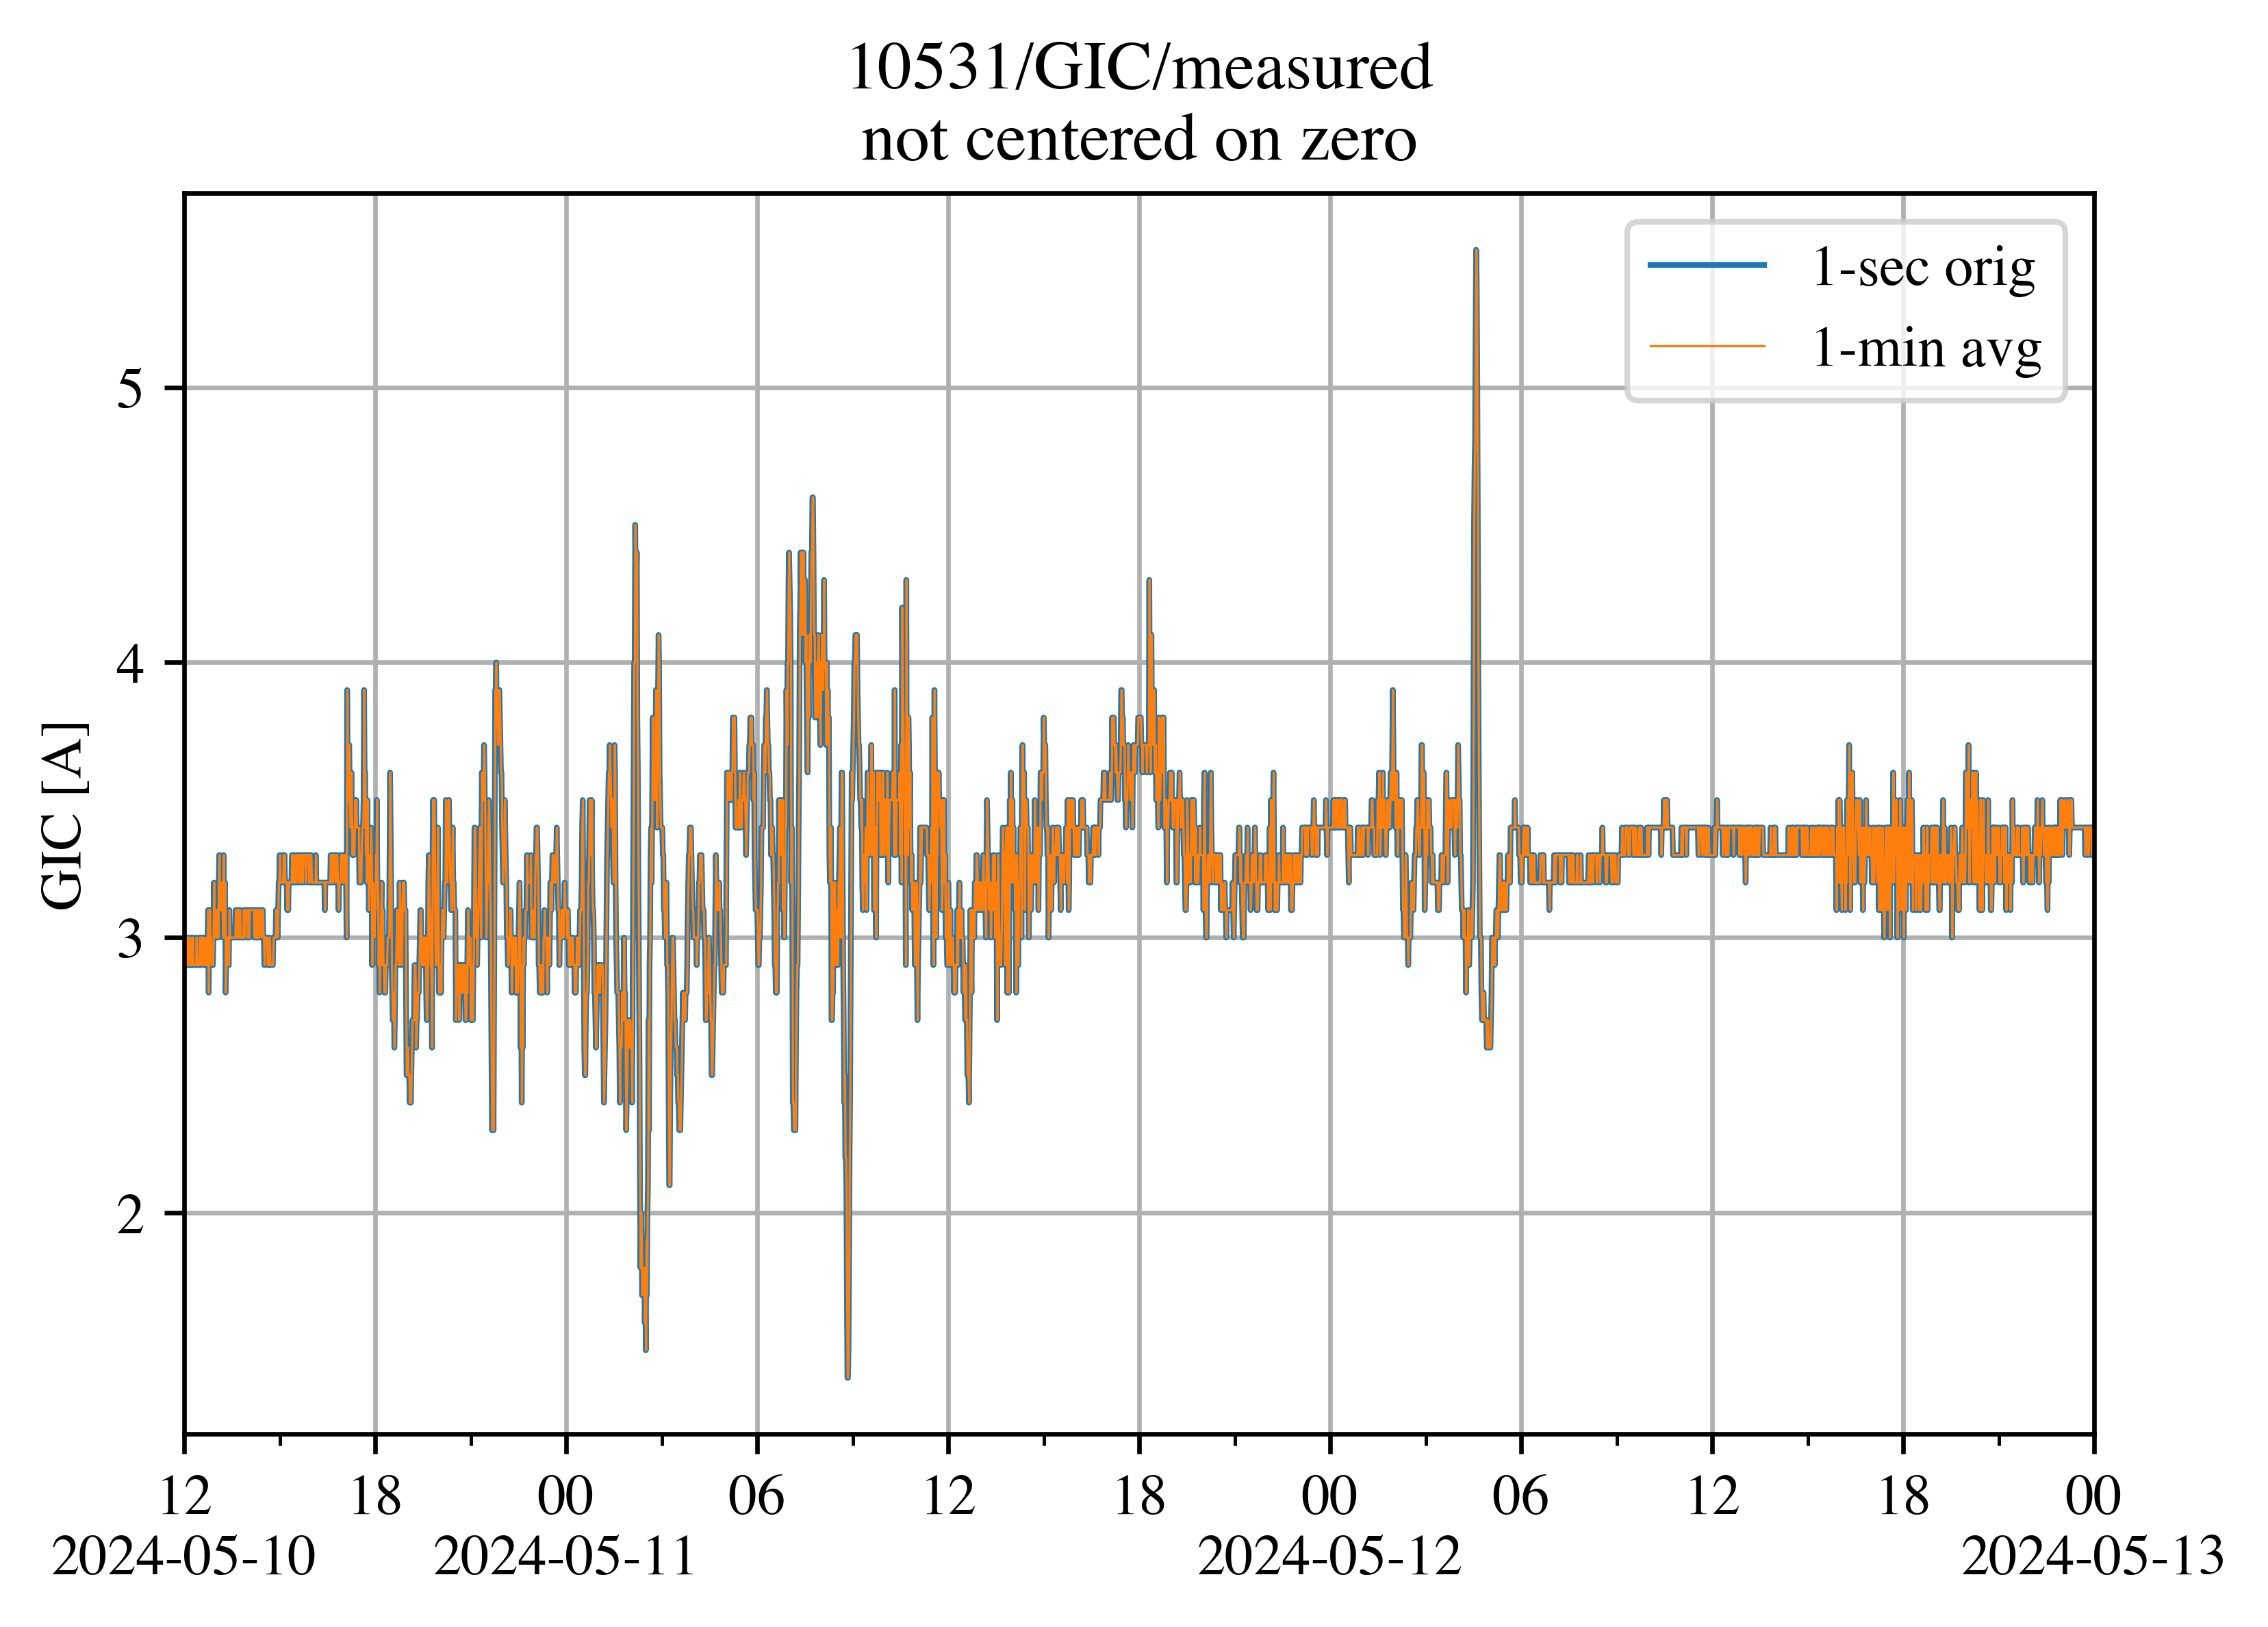 10531/GIC/measured
not centered on zero
1-sec orig
1-min avg
GIC [A]
5
4
3
2
12 18 00 06 12 18 00 06 12 18 00
2024-05-10 2024-05-11 2024-05-12 2024-05-13